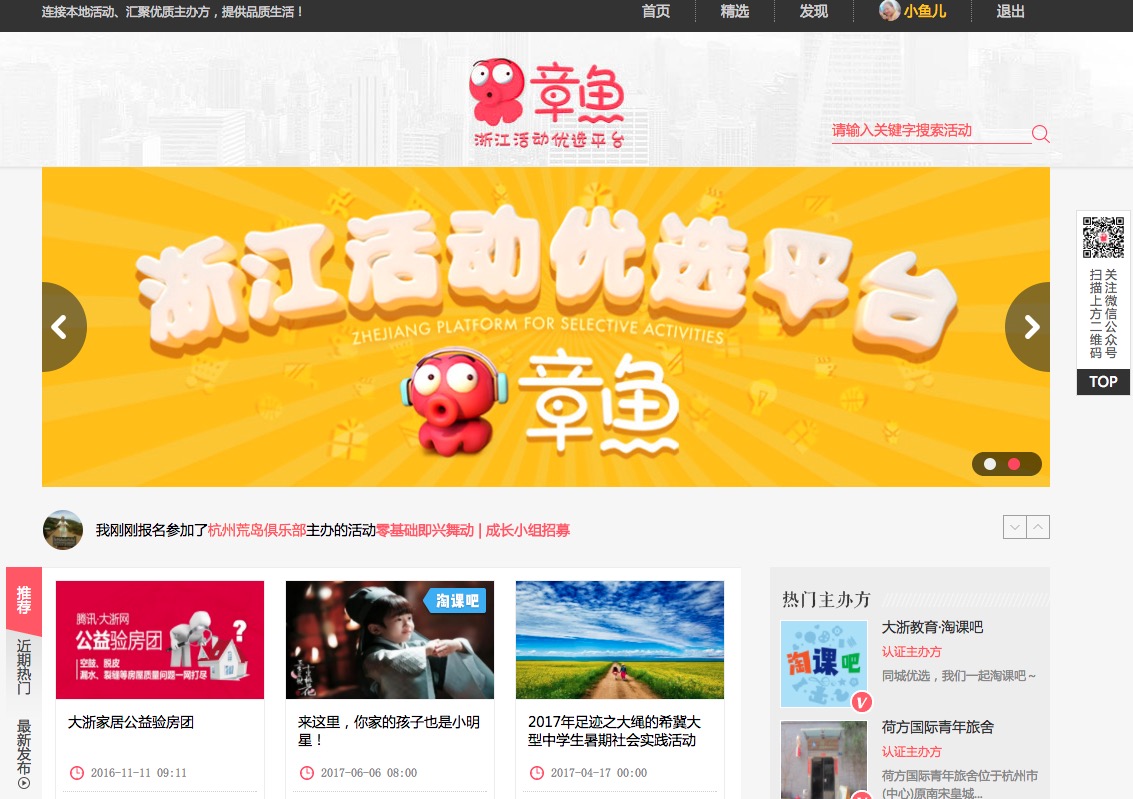 连接本地活动、汇聚优质主办方，提供品质生活！
首页
精选
发现
小鱼儿
退出
章鱼
浙江活动优选平台
请输入关键字搜索活动
浙江活动优选平台
ZHEJIANG PLATFORM FOR SELECTIVE ACTIVITIES
章鱼
关注微信公众号
扫描上方二维码
TOP
我刚刚报名参加了杭州荒岛俱乐部主办的活动零基础即兴舞动 | 成长小组招募
推荐
近期热门
最新发布
腾讯·大浙网
公益验房团
空鼓、脱皮
漏水、裂缝等房屋质量问题一网打尽
?
大浙家居公益验房团
2016-11-11 09:11
淘课吧
来这里，你家的孩子也是小明
星！
2017-06-06 08:00
2017年足迹之大绳的希冀大
型中学生暑期社会实践活动
2017-04-17 00:00
热门主办方
淘课吧
V
大浙教育·淘课吧
认证主办方
同城优选，我们一起淘课吧～
荷方国际青年旅舍
认证主办方
荷方国际青年旅舍位于杭州市
(中心)原南宋皇城...